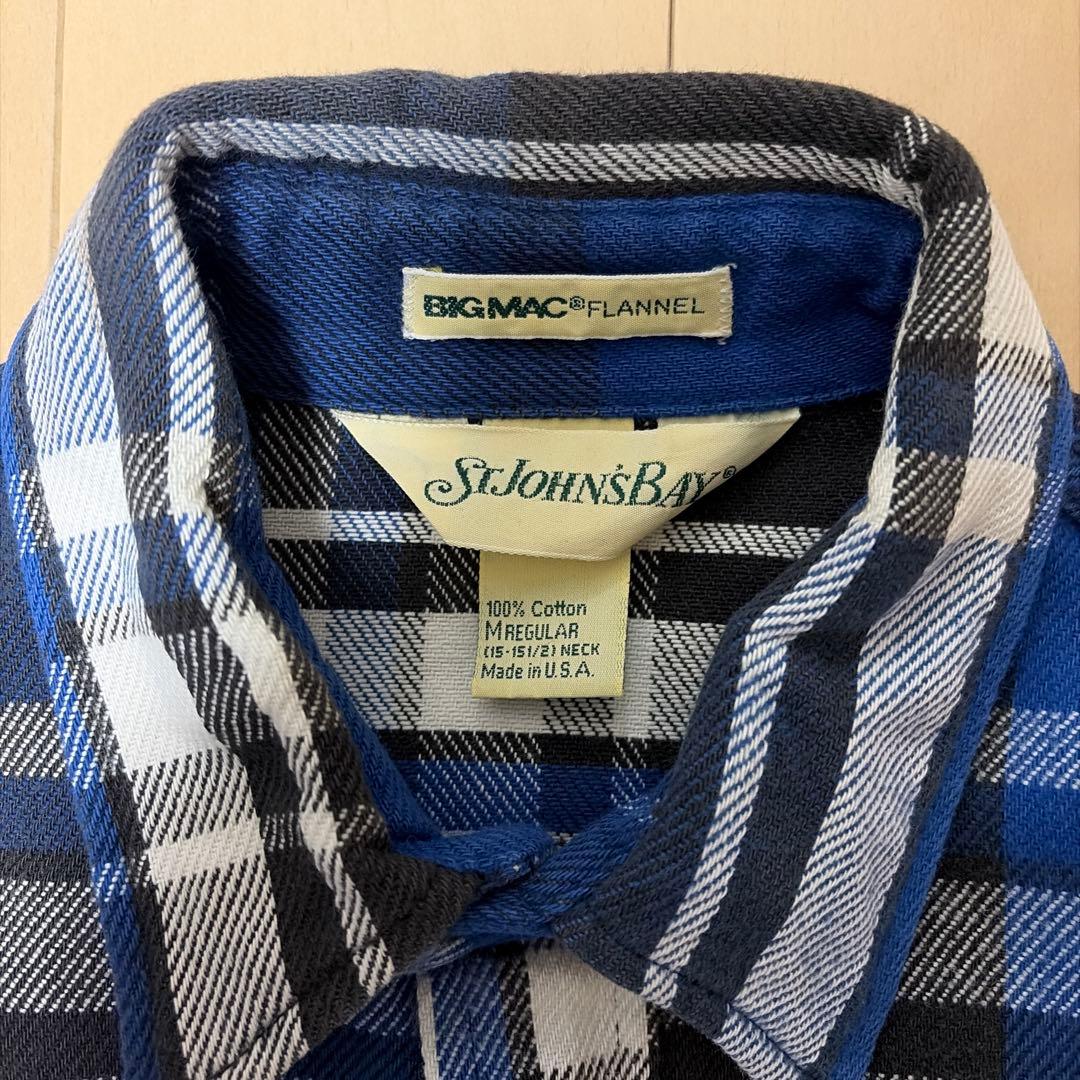 BIG MAC® FLANNEL
ST JOHN'S BAY®
100% Cotton
M REGULAR
(15-15 1/2) NECK
Made in U.S.A.